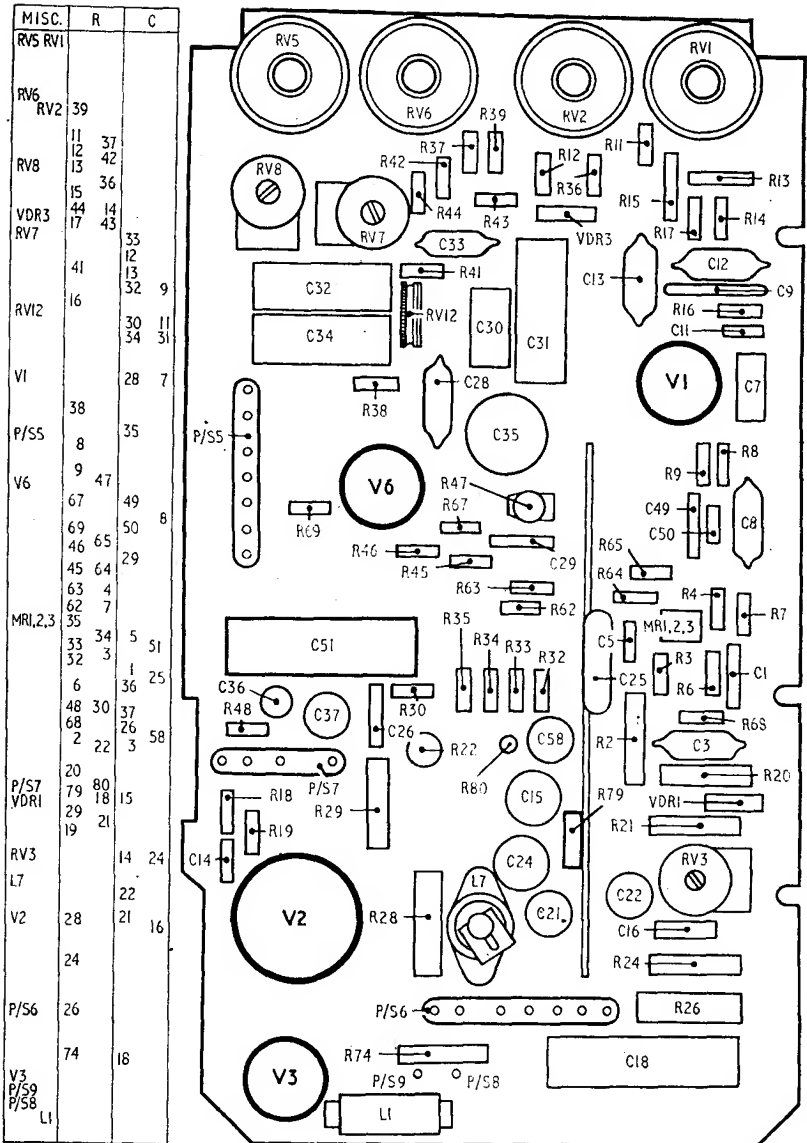 MISC. R C
RV5 RV1
RV6
RV2 39
11
12 37
RV8 13 42
15 36
VDR3 44 14
RV7 17 43
33
12
41 13
32 9
RV12 16
30 11
34 31
V1 28 7
38
P/S5 35
8
V6 9 47
67 49
8
69 50
46 65
29
45 64
63 4
62 7
MR1,2,3 35
34 5
33 51
32 3
1
25
6 36
48 30 37
68 26
2 58
22 3
20
P/S7 79 80
VDR1 18 15
29
19 21
RV3 14 24
L7
22
V2 28 21
16
24
P/S6 26
74 18
V3
P/S9
P/S8
L1
RV5 RV1
RV6 RV2
R39
R37 R11
R42 R12
RV8 R36 R13
R44 R43 R15
RV7 VDR3 R17 R14
C33
C12
R41 C13
C32 C9
RV12 R16
C30 C31 C11
C34
V1 C7
C28
R38
P/S5 C35
R8
R9
V6 R47
C49
R67 C50 C8
R69
R46 C29 R65
R45
R63 R64 R4
R62 R7
MR1,2,3
R35 R34 R33 C5
C51 R32 R3 C1
C36 C25 R6
R48 C37 R30 R68
C26 R22 C58 R2 C3
P/S7 R80 R20
R18 R29 C15 R79 VDR1
R19 R21
C14 C24 RV3
L7 C22
V2 R28 C21
C16
R24
P/S6 R26
R74 C18
V3 P/S9 P/S8
L1